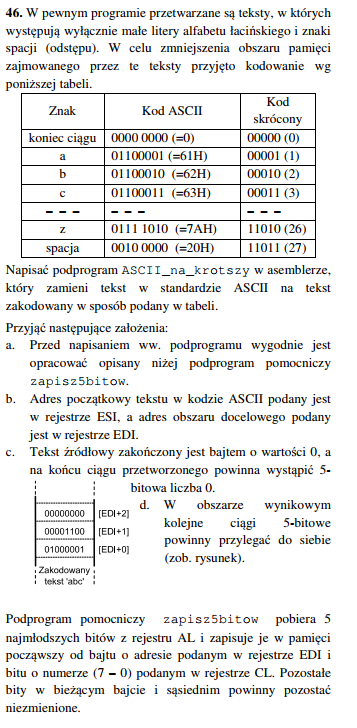 46. W pewnym programie przetwarzane są teksty, w których
występują wyłącznie małe litery alfabetu łacińskiego i znaki
spacji (odstępu). W celu zmniejszenia obszaru pamięci
zajmowanego przez te teksty przyjęto kodowanie wg
poniższej tabeli.
Znak Kod ASCII Kod skrócony
koniec ciągu 0000 0000 (=0) 00000 (0)
a 01100001 (=61H) 00001 (1)
b 01100010 (=62H) 00010 (2)
c 01100011 (=63H) 00011 (3)
– – – – – – – – –
z 0111 1010 (=7AH) 11010 (26)
spacja 0010 0000 (=20H) 11011 (27)
Napisać podprogram ASCII_na_krotszy w asemblerze,
który zamieni tekst w standardzie ASCII na tekst
zakodowany w sposób podany w tabeli.
Przyjąć następujące założenia:
a. Przed napisaniem ww. podprogramu wygodnie jest
opracować opisany niżej podprogram pomocniczy
zapisz5bitow.
b. Adres początkowy tekstu w kodzie ASCII podany jest
w rejestrze ESI, a adres obszaru docelowego podany
jest w rejestrze EDI.
c. Tekst źródłowy zakończony jest bajtem o wartości 0, a
na końcu ciągu przetworzonego powinna wystąpić 5-
bitowa liczba 0.
d. W obszarze wynikowym
kolejne ciągi 5-bitowe
powinny przylegać do siebie
(zob. rysunek).
00000000 [EDI+2]
00001100 [EDI+1]
01000001 [EDI+0]
Zakodowany
tekst 'abc'
Podprogram pomocniczy zapisz5bitow pobiera 5
najmłodszych bitów z rejestru AL i zapisuje je w pamięci
począwszy od bajtu o adresie podanym w rejestrze EDI i
bitu o numerze (7 – 0) podanym w rejestrze CL. Pozostałe
bity w bieżącym bajcie i sąsiednim powinny pozostać
niezmienione.